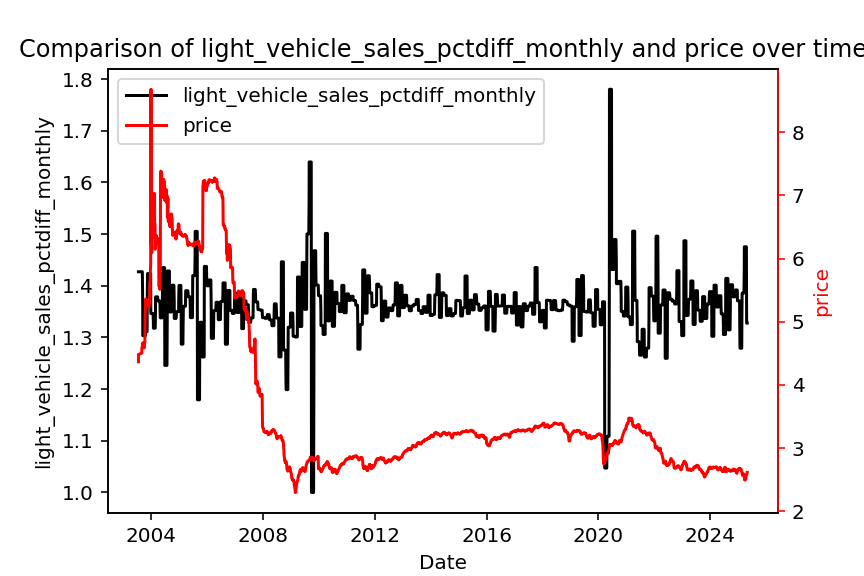 Comparison of light_vehicle_sales_pctdiff_monthly and price over time
light_vehicle_sales_pctdiff_monthly
price
1.8
1.7
1.6
1.5
1.4
1.3
1.2
1.1
1.0
light_vehicle_sales_pctdiff_monthly
8
7
6
5
4
3
2
price
2004 2008 2012 2016 2020 2024
Date